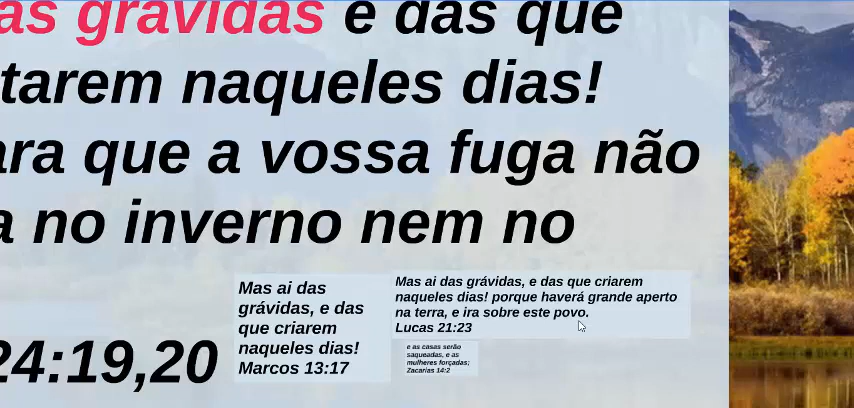 as grávidas e das que
tarem naqueles dias!
ara que a vossa fuga não
a no inverno nem no
24:19,20
Mas ai das
grávidas, e das
que criarem
naqueles dias!
Marcos 13:17
Mas ai das grávidas, e das que criarem
naqueles dias! porque haverá grande aperto
na terra, e ira sobre este povo.
Lucas 21:23
e as casas serão
saqueadas, e as
mulheres forçadas;
Zacarias 14:2